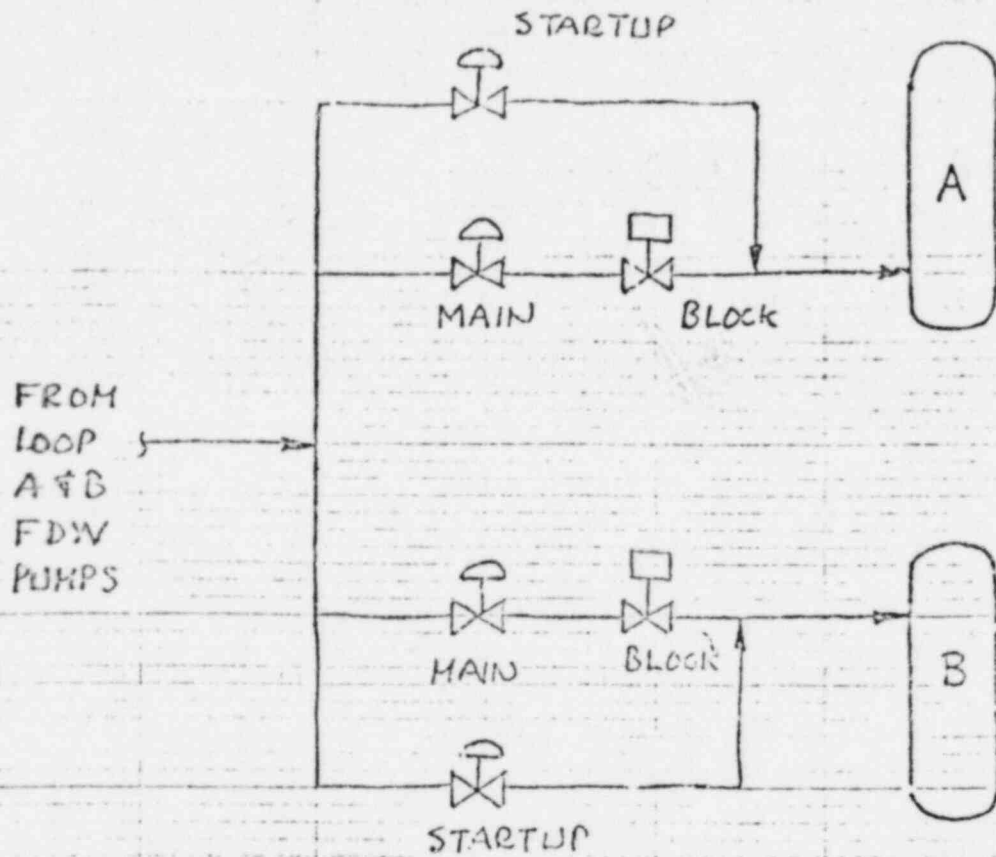 STARTUP
A
MAIN
BLOCK
FROM
LOOP
A & B
FDW
PUMPS
MAIN
BLOCK
B
STARTUP